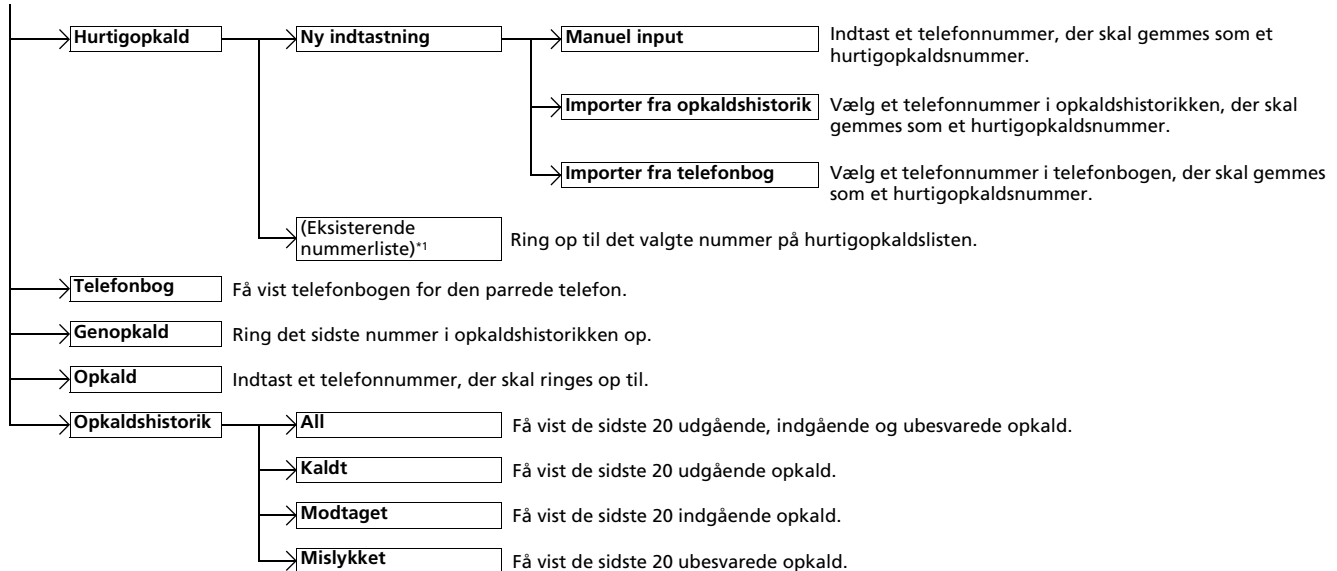 Hurtigopkald
Ny indtastning
Manuel input
Indtast et telefonnummer, der skal gemmes som et
hurtigopkaldsnummer.
Importer fra opkaldshistorik
Vælg et telefonnummer i opkaldshistorikken, der skal
gemmes som et hurtigopkaldsnummer.
Importer fra telefonbog
Vælg et telefonnummer i telefonbogen, der skal gemmes
som et hurtigopkaldsnummer.
(Eksisterende
nummerliste)*1
Ring op til det valgte nummer på hurtigopkaldslisten.
Telefonbog
Få vist telefonbogen for den parrede telefon.
Genopkald
Ring det sidste nummer i opkaldshistorikken op.
Opkald
Indtast et telefonnummer, der skal ringes op til.
Opkaldshistorik
All
Få vist de sidste 20 udgående, indgående og ubesvarede opkald.
Kaldt
Få vist de sidste 20 udgående opkald.
Modtaget
Få vist de sidste 20 indgående opkald.
Mislykket
Få vist de sidste 20 ubesvarede opkald.